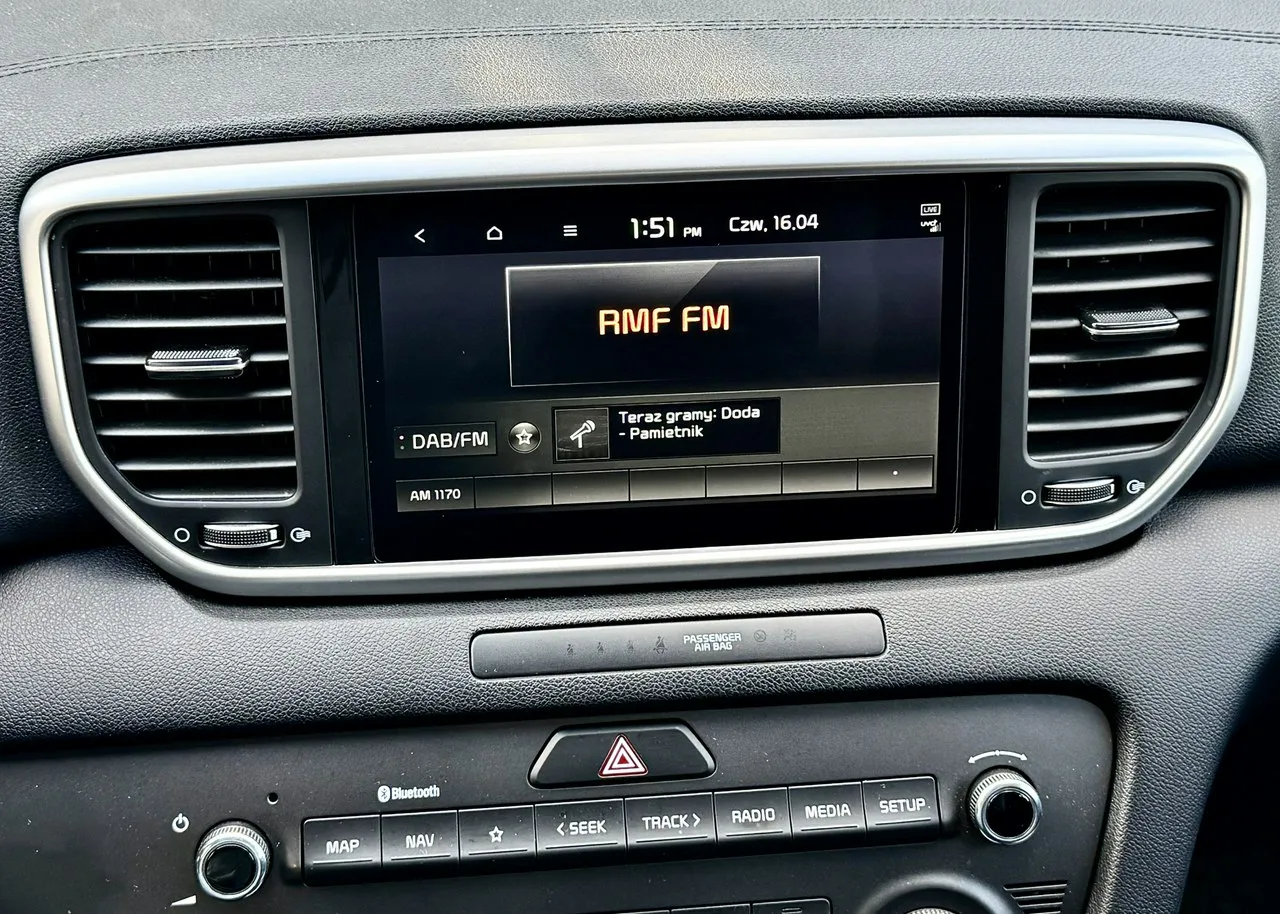 1:51 PM Czw, 16.04
LIVE
UVO
RMF FM
Teraz gramy: Doda
- Pamietnik
: DAB/FM
AM 1170
PASSENGER
AIR BAG
Bluetooth
MAP NAV < SEEK TRACK > RADIO MEDIA SETUP